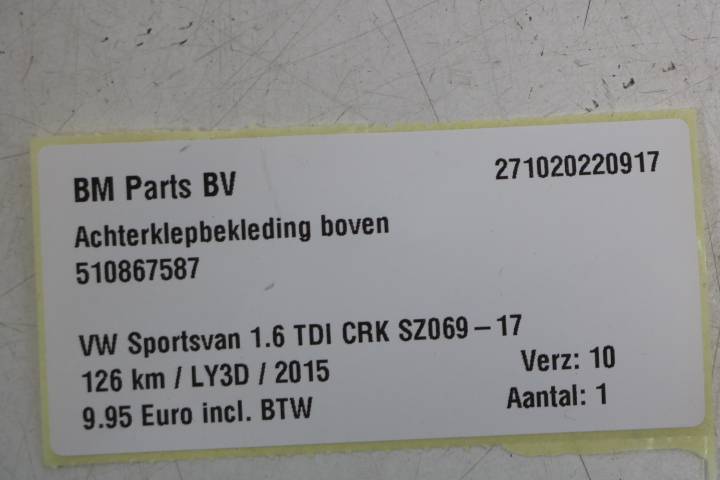 BM Parts BV 271020220917
Achterklepbekleding boven
510867587
VW Sportsvan 1.6 TDI CRK SZ069-17
126 km / LY3D / 2015 Verz: 10
9.95 Euro incl. BTW Aantal: 1